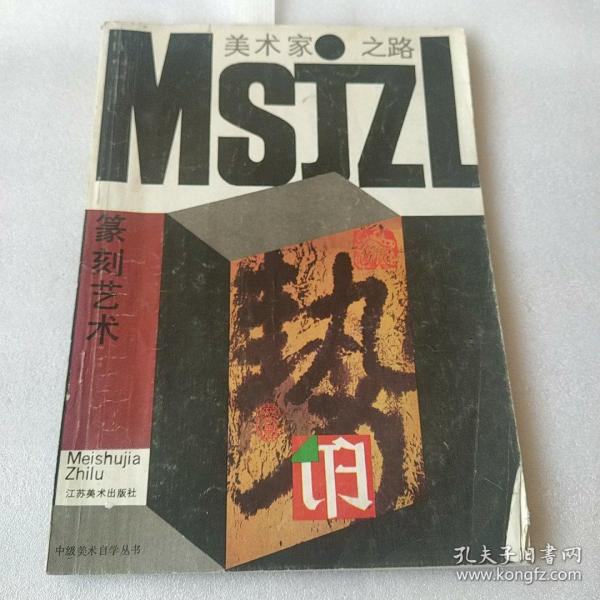 美术家之路
MSjZL
篆刻艺术
勢
Meishujia
Zhilu
江苏美术出版社
中级美术自学丛书
孔夫子旧书网
www.kongfz.com